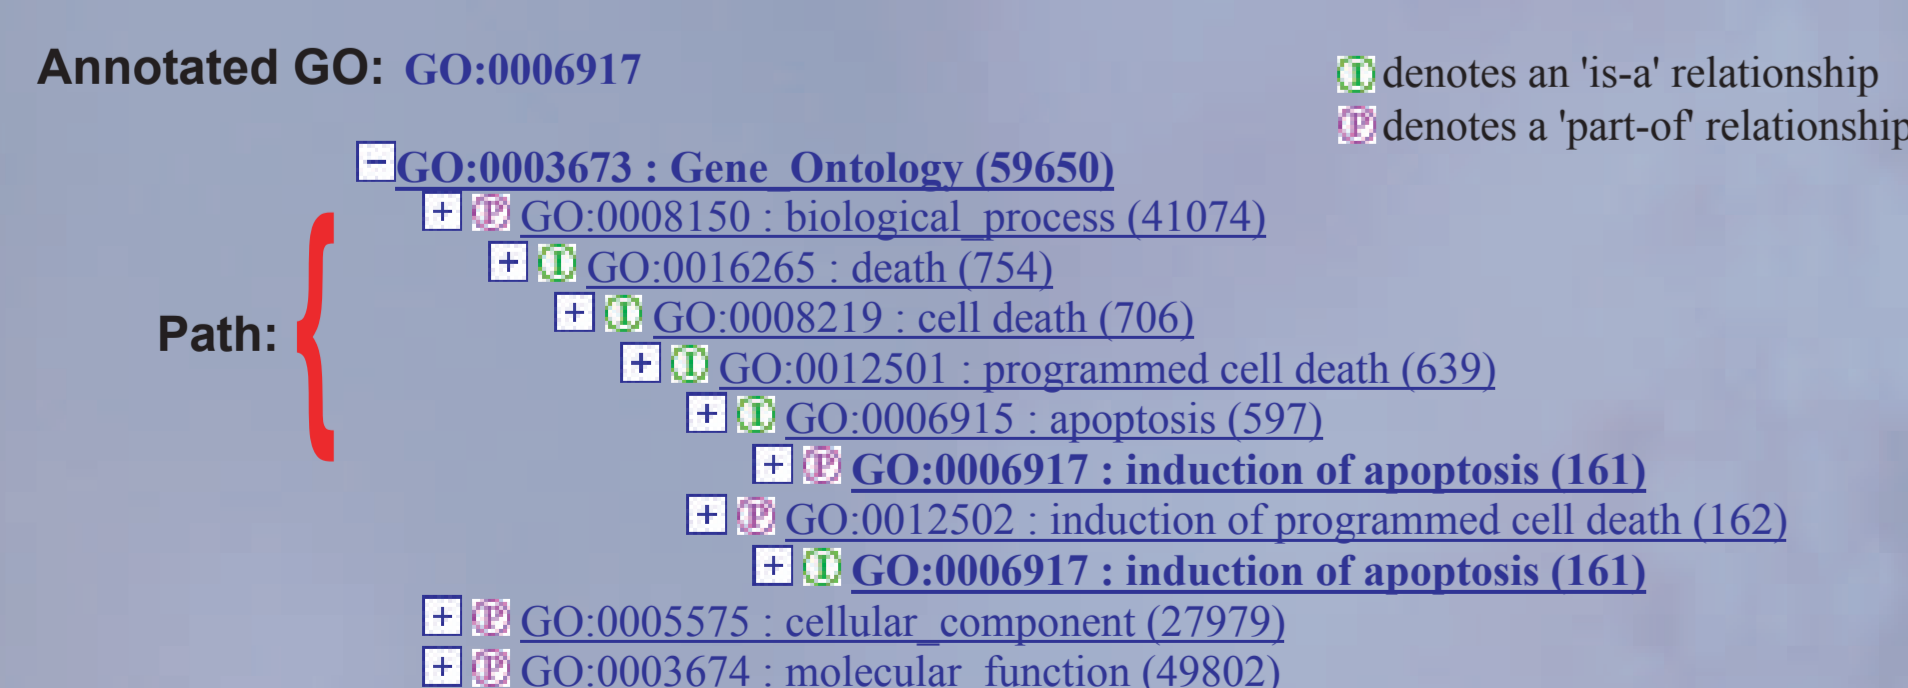 Annotated GO: GO:0006917
I denotes an 'is-a' relationship
P denotes a 'part-of' relationship
− GO:0003673 : Gene_Ontology (59650)
+ P GO:0008150 : biological_process (41074)
+ I GO:0016265 : death (754)
+ I GO:0008219 : cell death (706)
Path:
+ I GO:0012501 : programmed cell death (639)
+ I GO:0006915 : apoptosis (597)
+ P GO:0006917 : induction of apoptosis (161)
+ P GO:0012502 : induction of programmed cell death (162)
+ I GO:0006917 : induction of apoptosis (161)
+ P GO:0005575 : cellular_component (27979)
+ P GO:0003674 : molecular_function (49802)